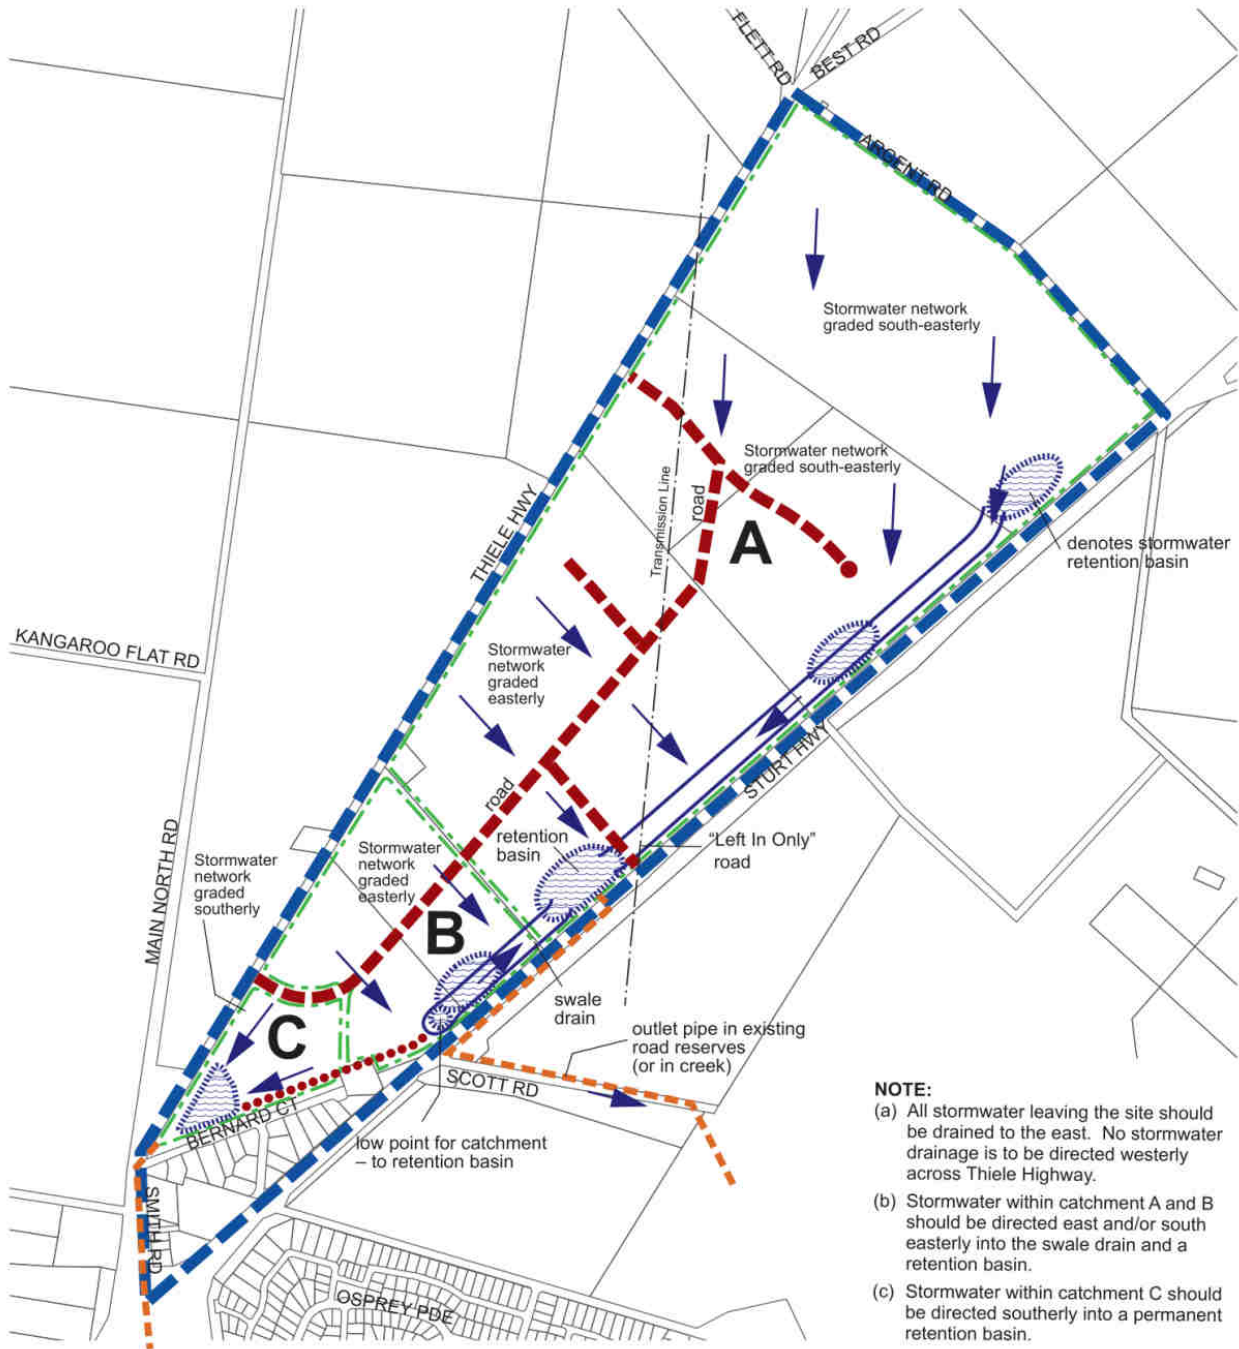 FLETT RD
BEST RD
ARGENT RD
Stormwater network
graded south-easterly
Stormwater network
graded south-easterly
Transmission Line
road
A
THIELE HWY
denotes stormwater
retention basin
KANGAROO FLAT RD
Stormwater
network
graded
easterly
STURT HWY
road
retention
basin
"Left In Only"
road
MAIN NORTH RD
Stormwater
network
graded
southerly
Stormwater
network
graded
easterly
B
swale
drain
C
outlet pipe in existing
road reserves
(or in creek)
SCOTT RD
BERNARD CT
low point for catchment
– to retention basin
SMITH RD
OSPREY PDE
NOTE:
(a) All stormwater leaving the site should
be drained to the east. No stormwater
drainage is to be directed westerly
across Thiele Highway.
(b) Stormwater within catchment A and B
should be directed east and/or south
easterly into the swale drain and a
retention basin.
(c) Stormwater within catchment C should
be directed southerly into a permanent
retention basin.